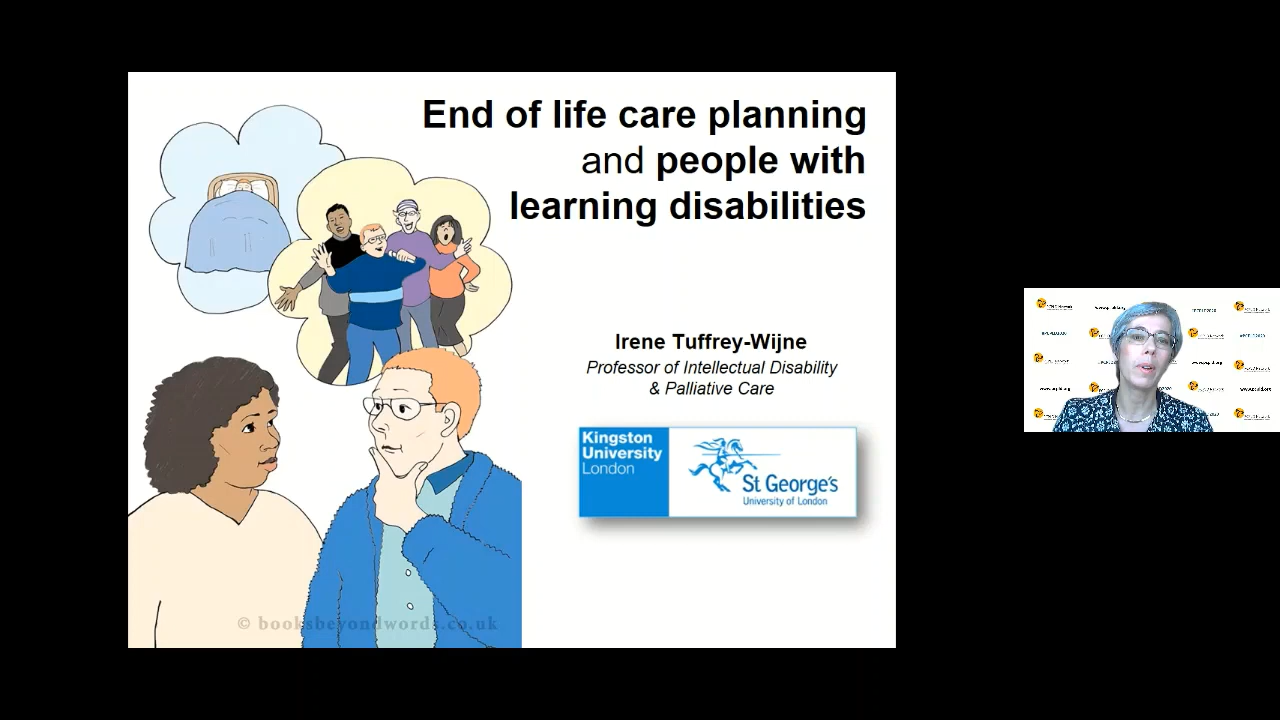 End of life care planning
and people with
learning disabilities
Irene Tuffrey-Wijne
Professor of Intellectual Disability
& Palliative Care
Kingston
University
London
St George's
University of London
© booksbeyondwords.co.uk